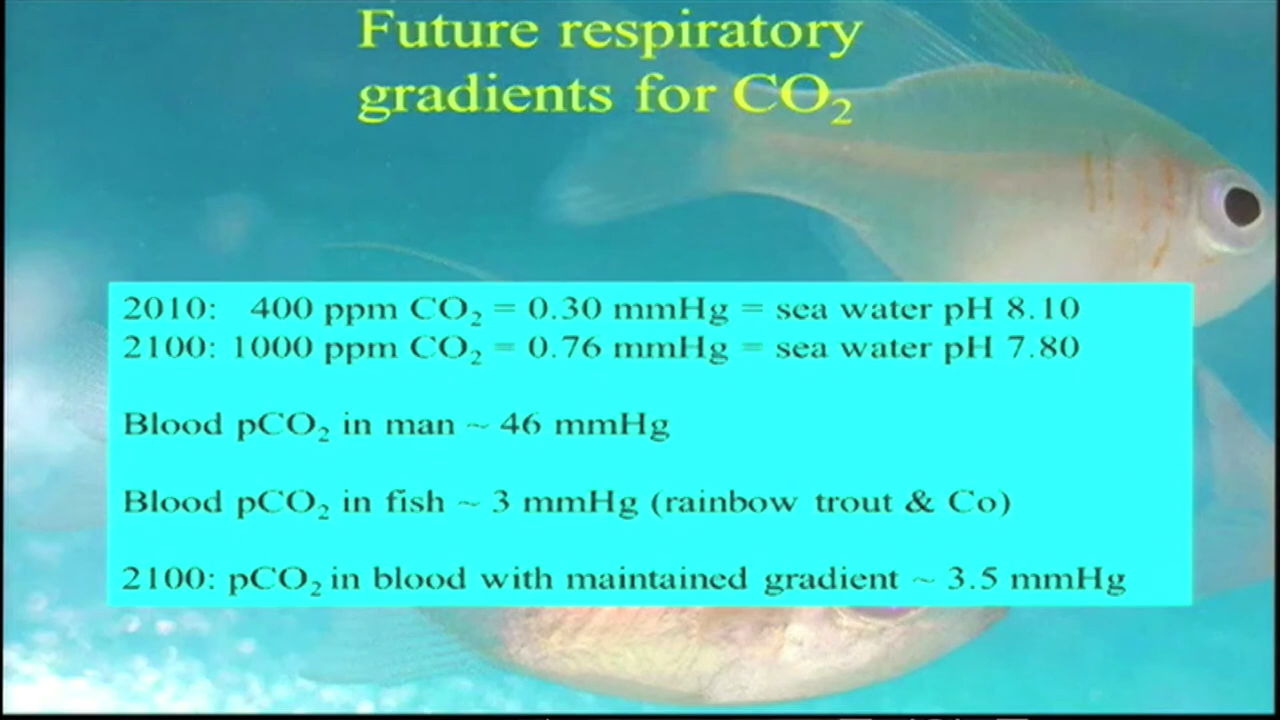 Future respiratory
gradients for CO₂
2010: 400 ppm CO₂ = 0.30 mmHg = sea water pH 8.10
2100: 1000 ppm CO₂ = 0.76 mmHg = sea water pH 7.80
Blood pCO₂ in man ~ 46 mmHg
Blood pCO₂ in fish ~ 3 mmHg (rainbow trout & Co)
2100: pCO₂ in blood with maintained gradient ~ 3.5 mmHg